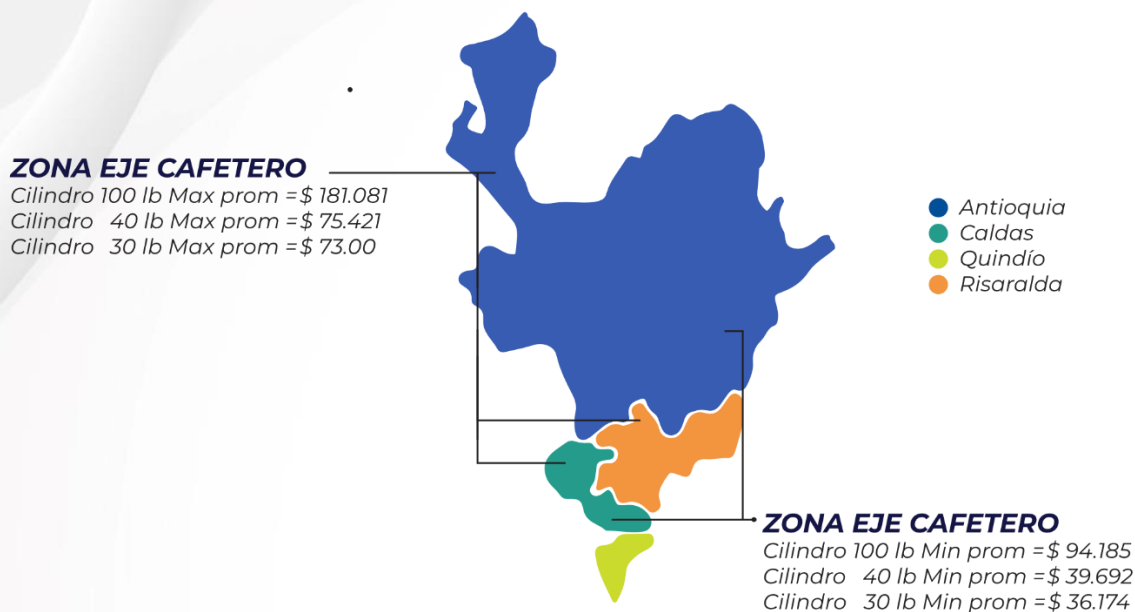 ZONA EJE CAFETERO
Cilindro 100 lb Max prom = $ 181.081
Cilindro 40 lb Max prom = $ 75.421
Cilindro 30 lb Max prom = $ 73.00
Antioquia
Caldas
Quindío
Risaralda
ZONA EJE CAFETERO
Cilindro 100 lb Min prom = $ 94.185
Cilindro 40 lb Min prom = $ 39.692
Cilindro 30 lb Min prom = $ 36.174